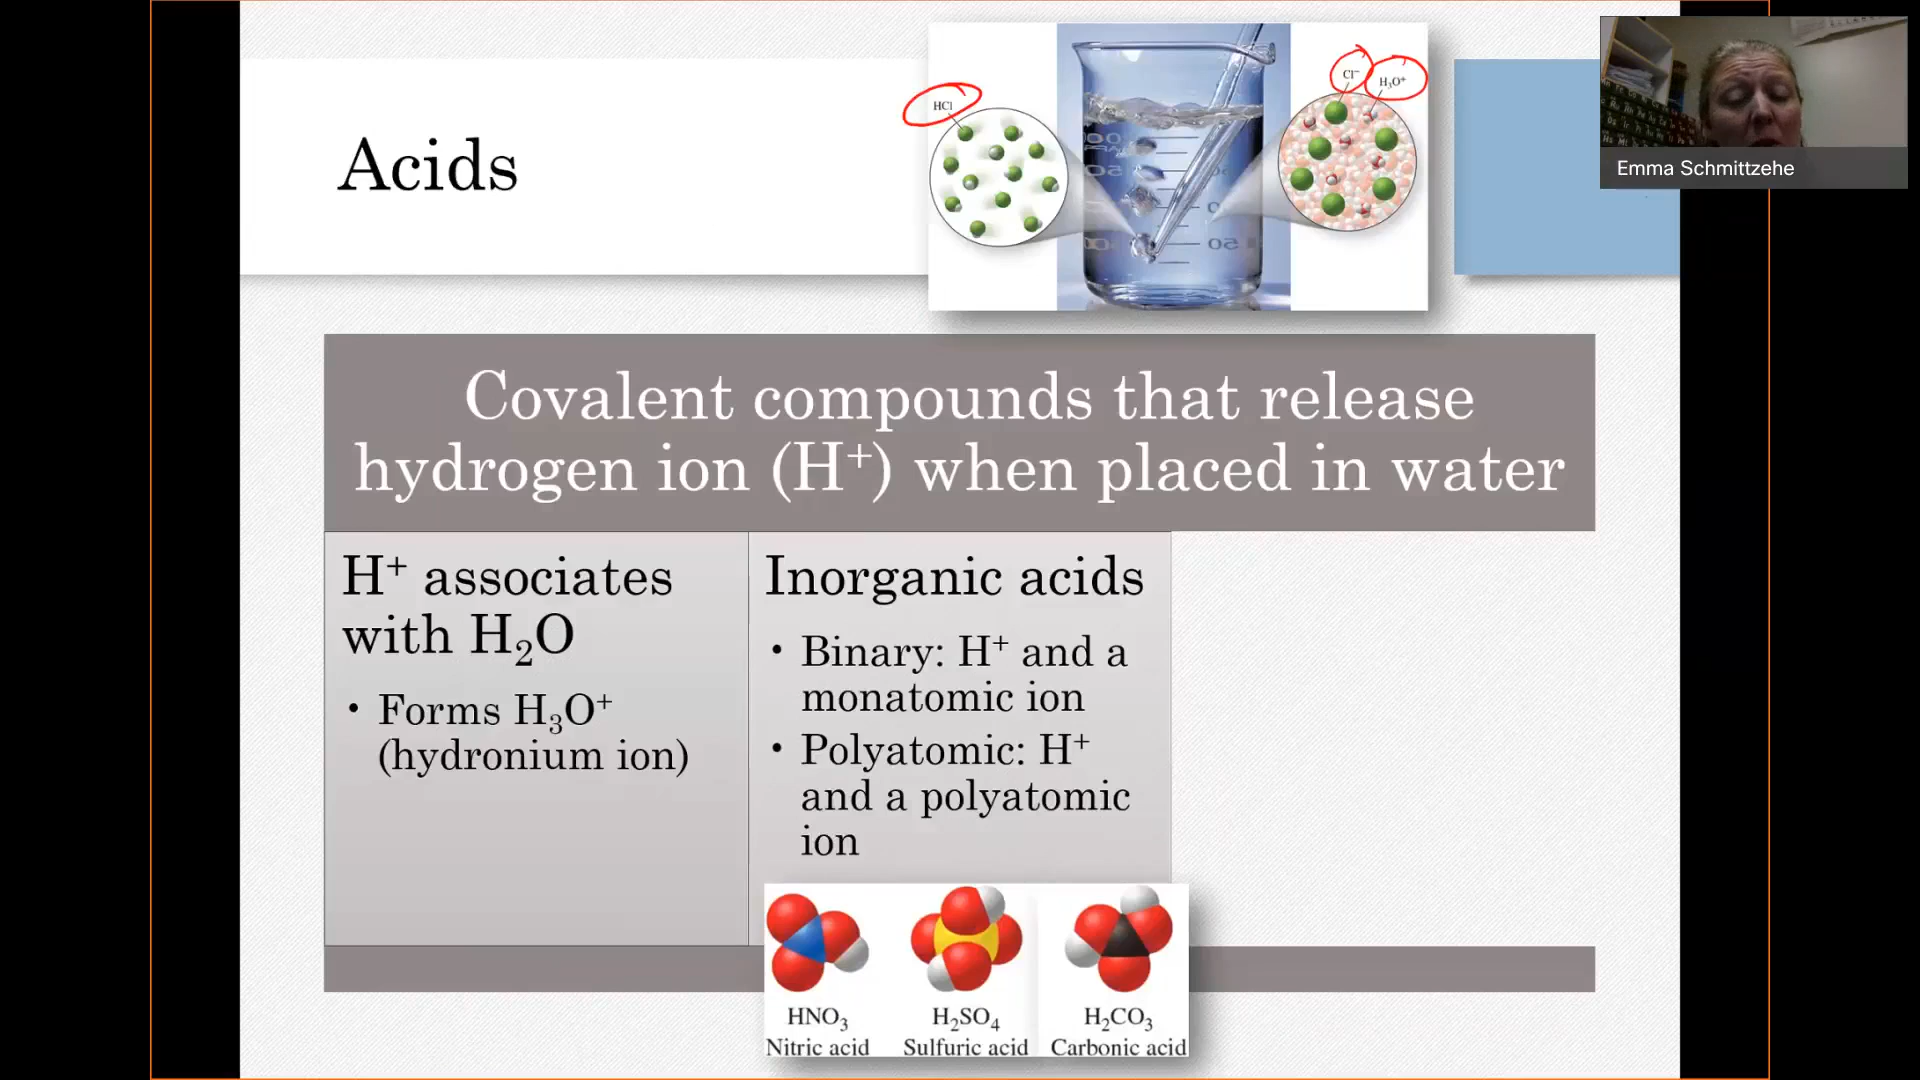 Acids
HCl
Cl⁻
H₃O⁺
Emma Schmittzehe
Covalent compounds that release
hydrogen ion (H⁺) when placed in water
H⁺ associates
with H₂O
• Forms H₃O⁺
(hydronium ion)
Inorganic acids
• Binary: H⁺ and a
monatomic ion
• Polyatomic: H⁺
and a polyatomic
ion
HNO₃
Nitric acid
H₂SO₄
Sulfuric acid
H₂CO₃
Carbonic acid